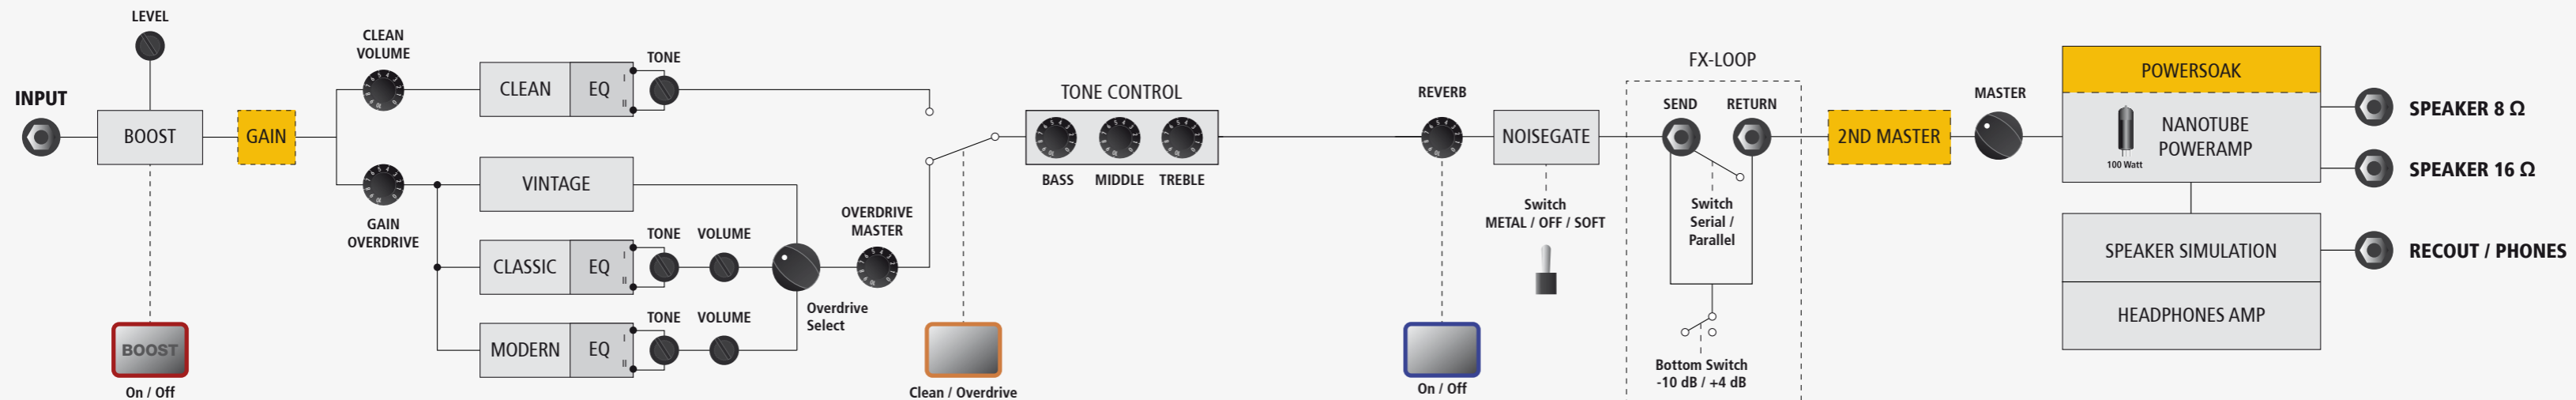 LEVEL
INPUT
BOOST
BOOST
On / Off
GAIN
CLEAN
VOLUME
GAIN
OVERDRIVE
CLEAN
EQ
I
II
TONE
VINTAGE
CLASSIC
EQ
I
II
TONE
VOLUME
MODERN
EQ
I
II
TONE
VOLUME
Overdrive
Select
OVERDRIVE
MASTER
Clean / Overdrive
TONE CONTROL
BASS
MIDDLE
TREBLE
REVERB
On / Off
NOISEGATE
Switch
METAL / OFF / SOFT
FX-LOOP
SEND
RETURN
Switch
Serial /
Parallel
Bottom Switch
-10 dB / +4 dB
2ND MASTER
MASTER
POWERSOAK
NANOTUBE
POWERAMP
100 Watt
SPEAKER SIMULATION
HEADPHONES AMP
SPEAKER 8 Ω
SPEAKER 16 Ω
RECOUT / PHONES